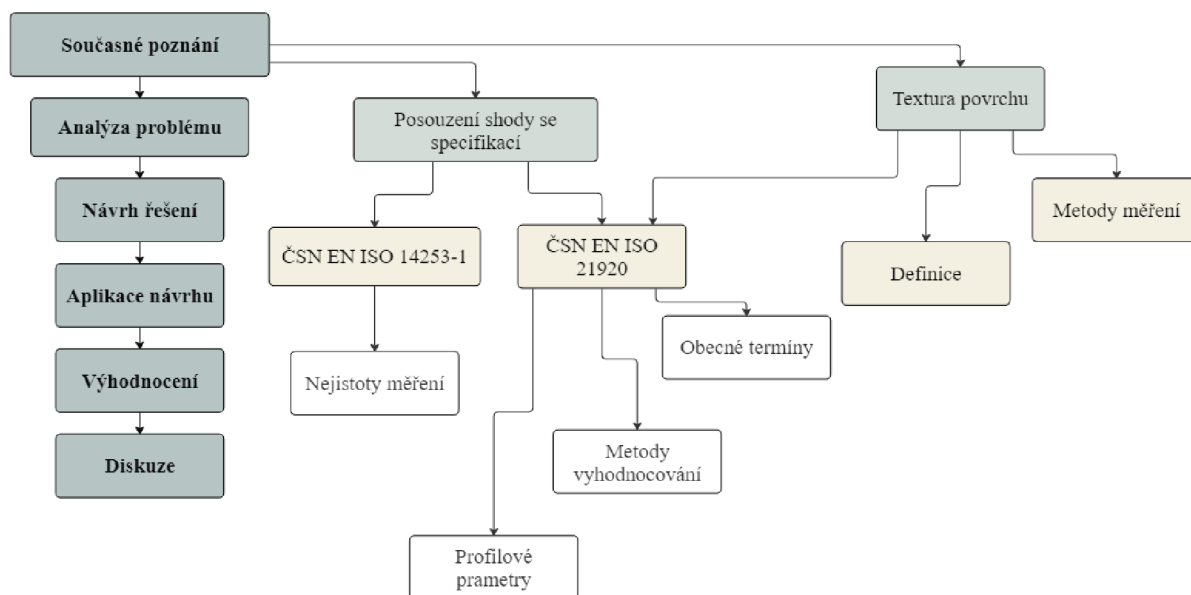 Současné poznání
Textura povrchu
Analýza problému
Posouzení shody se
specifikací
Návrh řešení
Metody měření
ČSN EN ISO 14253-1
ČSN EN ISO
21920
Definice
Aplikace návrhu
Obecné termíny
Výhodnocení
Nejistoty měření
Metody
vyhodnocování
Diskuze
Profilové
prametry